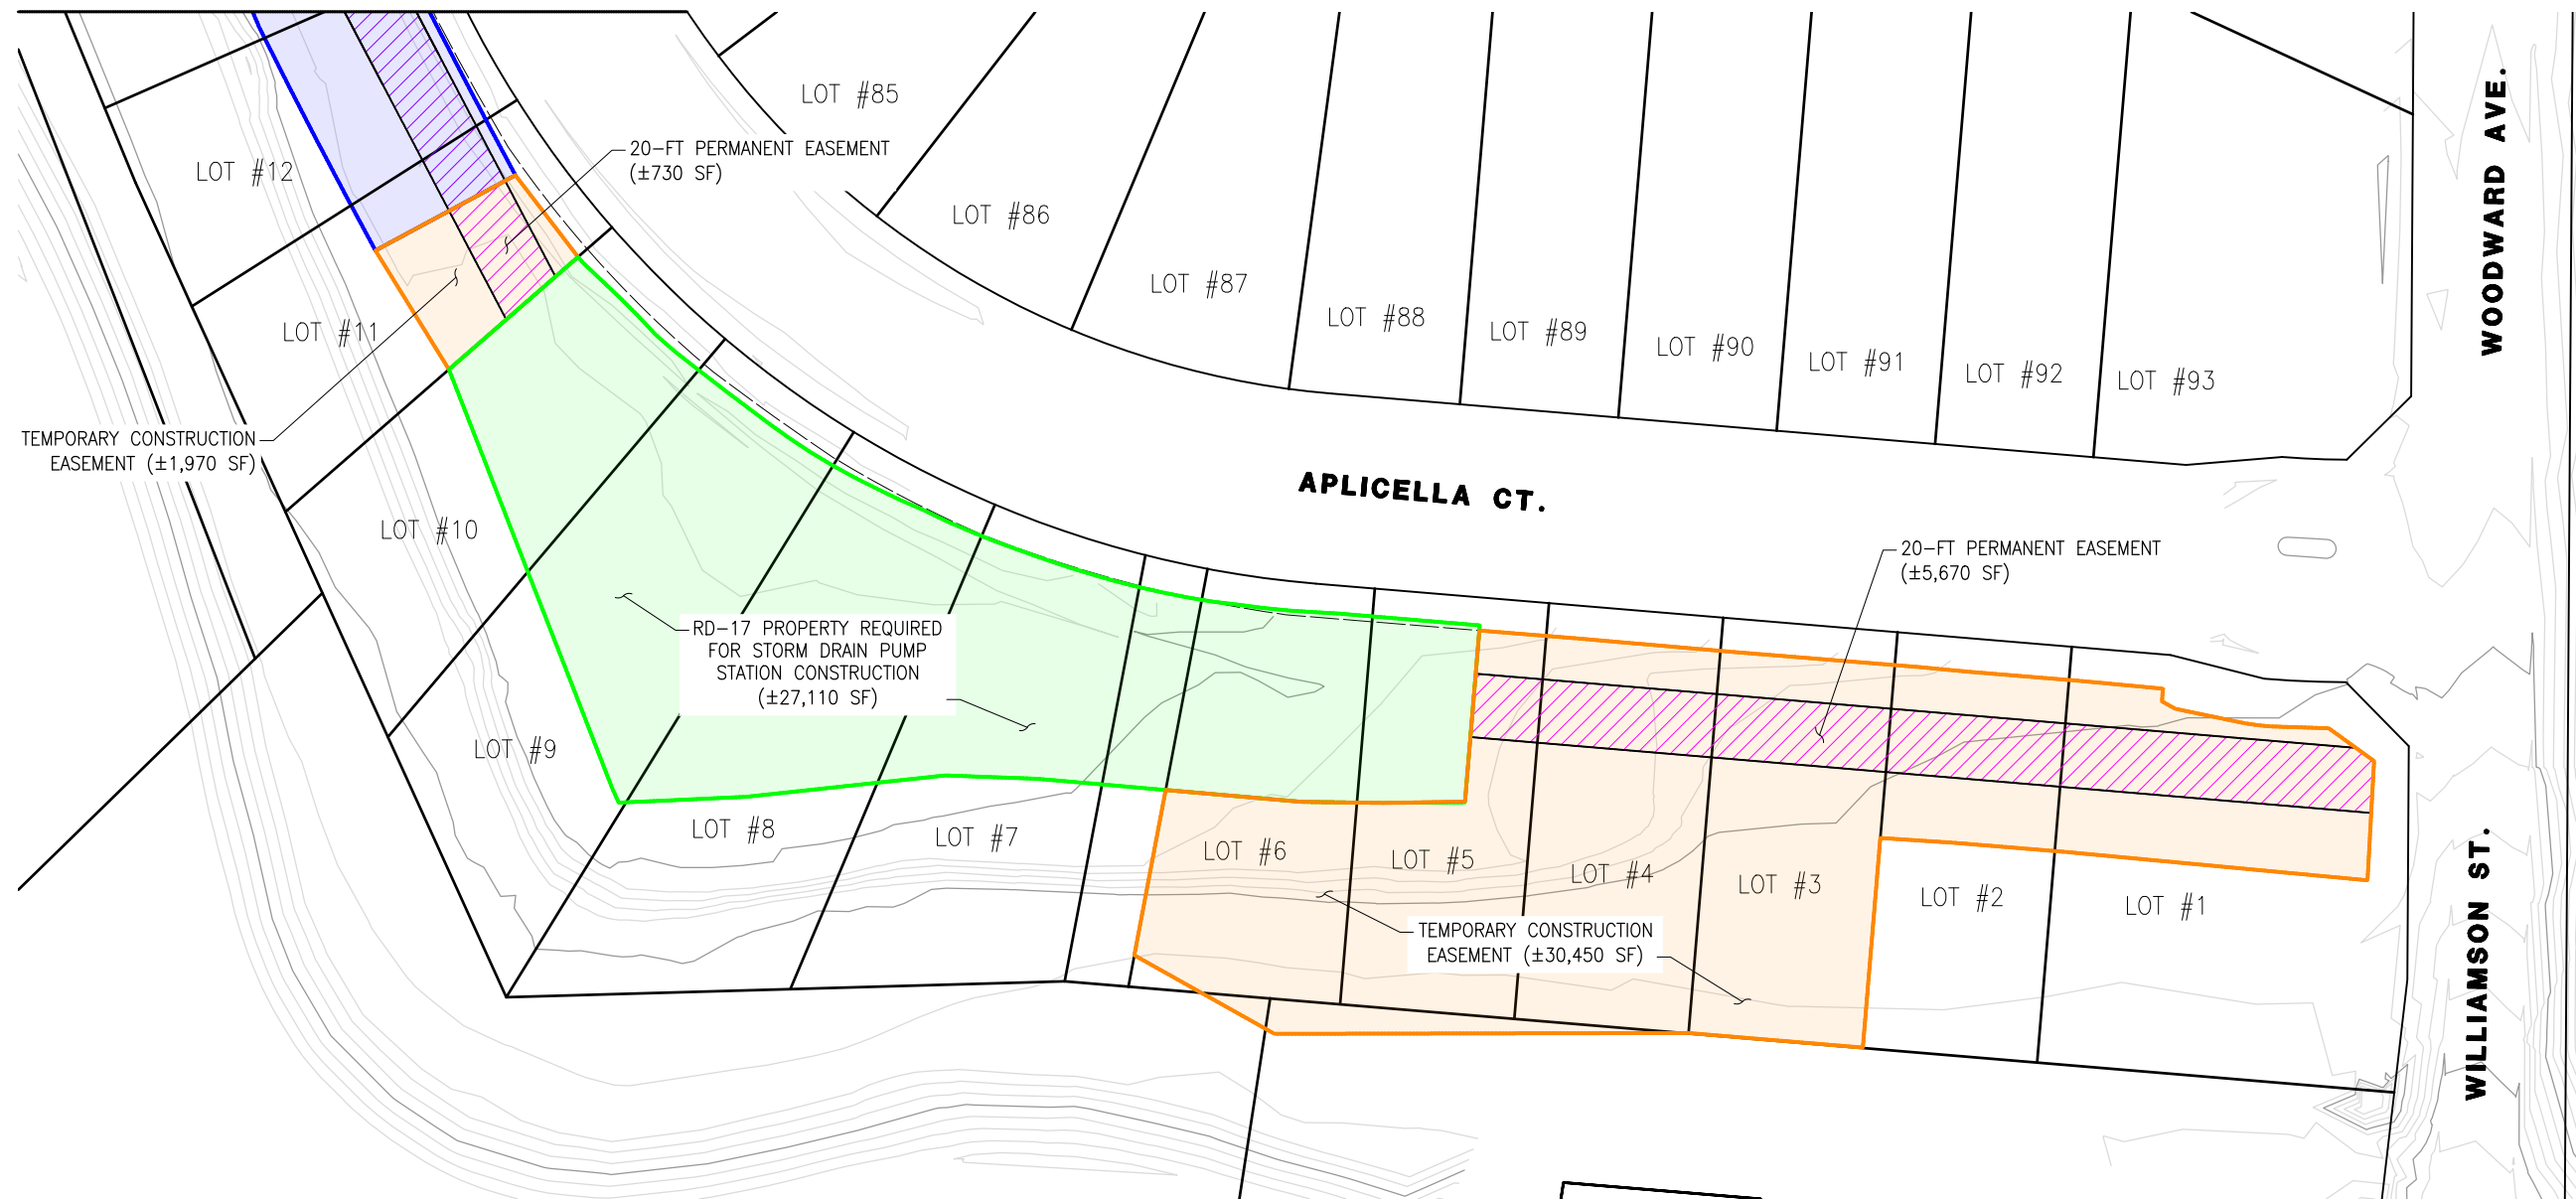 LOT #85
WOODWARD AVE.
20-FT PERMANENT EASEMENT
(±730 SF)
LOT #12
LOT #86
LOT #87
LOT #88
LOT #89
LOT #90
LOT #91
LOT #92
LOT #93
LOT #11
TEMPORARY CONSTRUCTION
EASEMENT (±1,970 SF)
APLICELLA CT.
LOT #10
20-FT PERMANENT EASEMENT
(±5,670 SF)
RD-17 PROPERTY REQUIRED
FOR STORM DRAIN PUMP
STATION CONSTRUCTION
(±27,110 SF)
LOT #9
LOT #8
LOT #7
LOT #6
LOT #5
LOT #4
LOT #3
LOT #2
LOT #1
TEMPORARY CONSTRUCTION
EASEMENT (±30,450 SF)
WILLIAMSON ST.